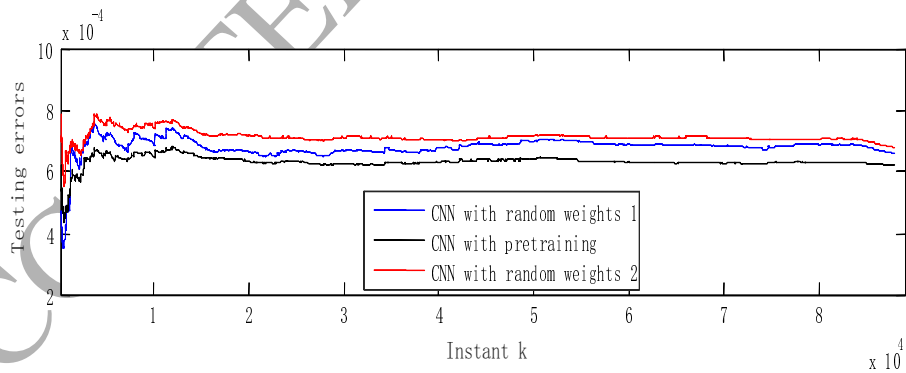 x 10^-4
10
8
6
4
2
Testing errors
CNN with random weights 1
CNN with pretraining
CNN with random weights 2
1 2 3 4 5 6 7 8
Instant k
x 10^4